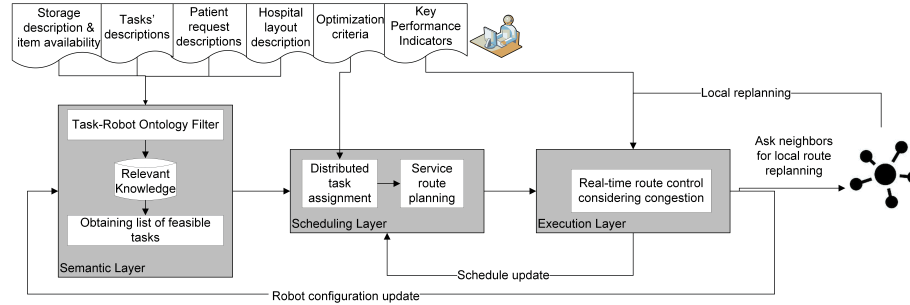 Storage
description &
item availability
Tasks'
descriptions
Patient
request
descriptions
Hospital
layout
description
Optimization
criteria
Key
Performance
Indicators
Local replanning
Task-Robot Ontology Filter
Relevant
Knowledge
Obtaining list of feasible
tasks
Semantic Layer
Distributed
task
assignment
Service
route
planning
Scheduling Layer
Real-time route control
considering congestion
Execution Layer
Ask neighbors
for local route
replanning
Schedule update
Robot configuration update